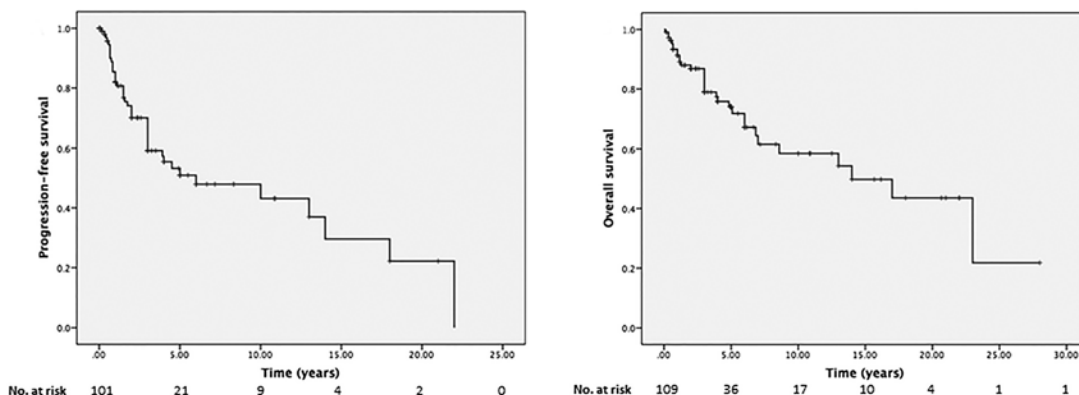 Progression-free survival
1.0
0.8
0.6
0.4
0.2
0.0
.00 5.00 10.00 15.00 20.00 25.00
Time (years)
No. at risk 101 21 9 4 2 0
Overall survival
1.0
0.8
0.6
0.4
0.2
0.0
.00 5.00 10.00 15.00 20.00 25.00 30.00
Time (years)
No. at risk 109 36 17 10 4 1 1